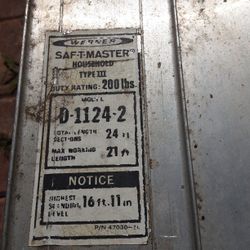 WERNER
SAF-T-MASTER®
HOUSEHOLD
TYPE III
DUTY RATING: 200 lbs.
MODEL
D-1124-2
TOTAL LENGTH
SECTIONS 24 ft
MAX WORKING
LENGTH 21 ft
NOTICE
HIGHEST
STANDING 16 ft. 11 in
LEVEL